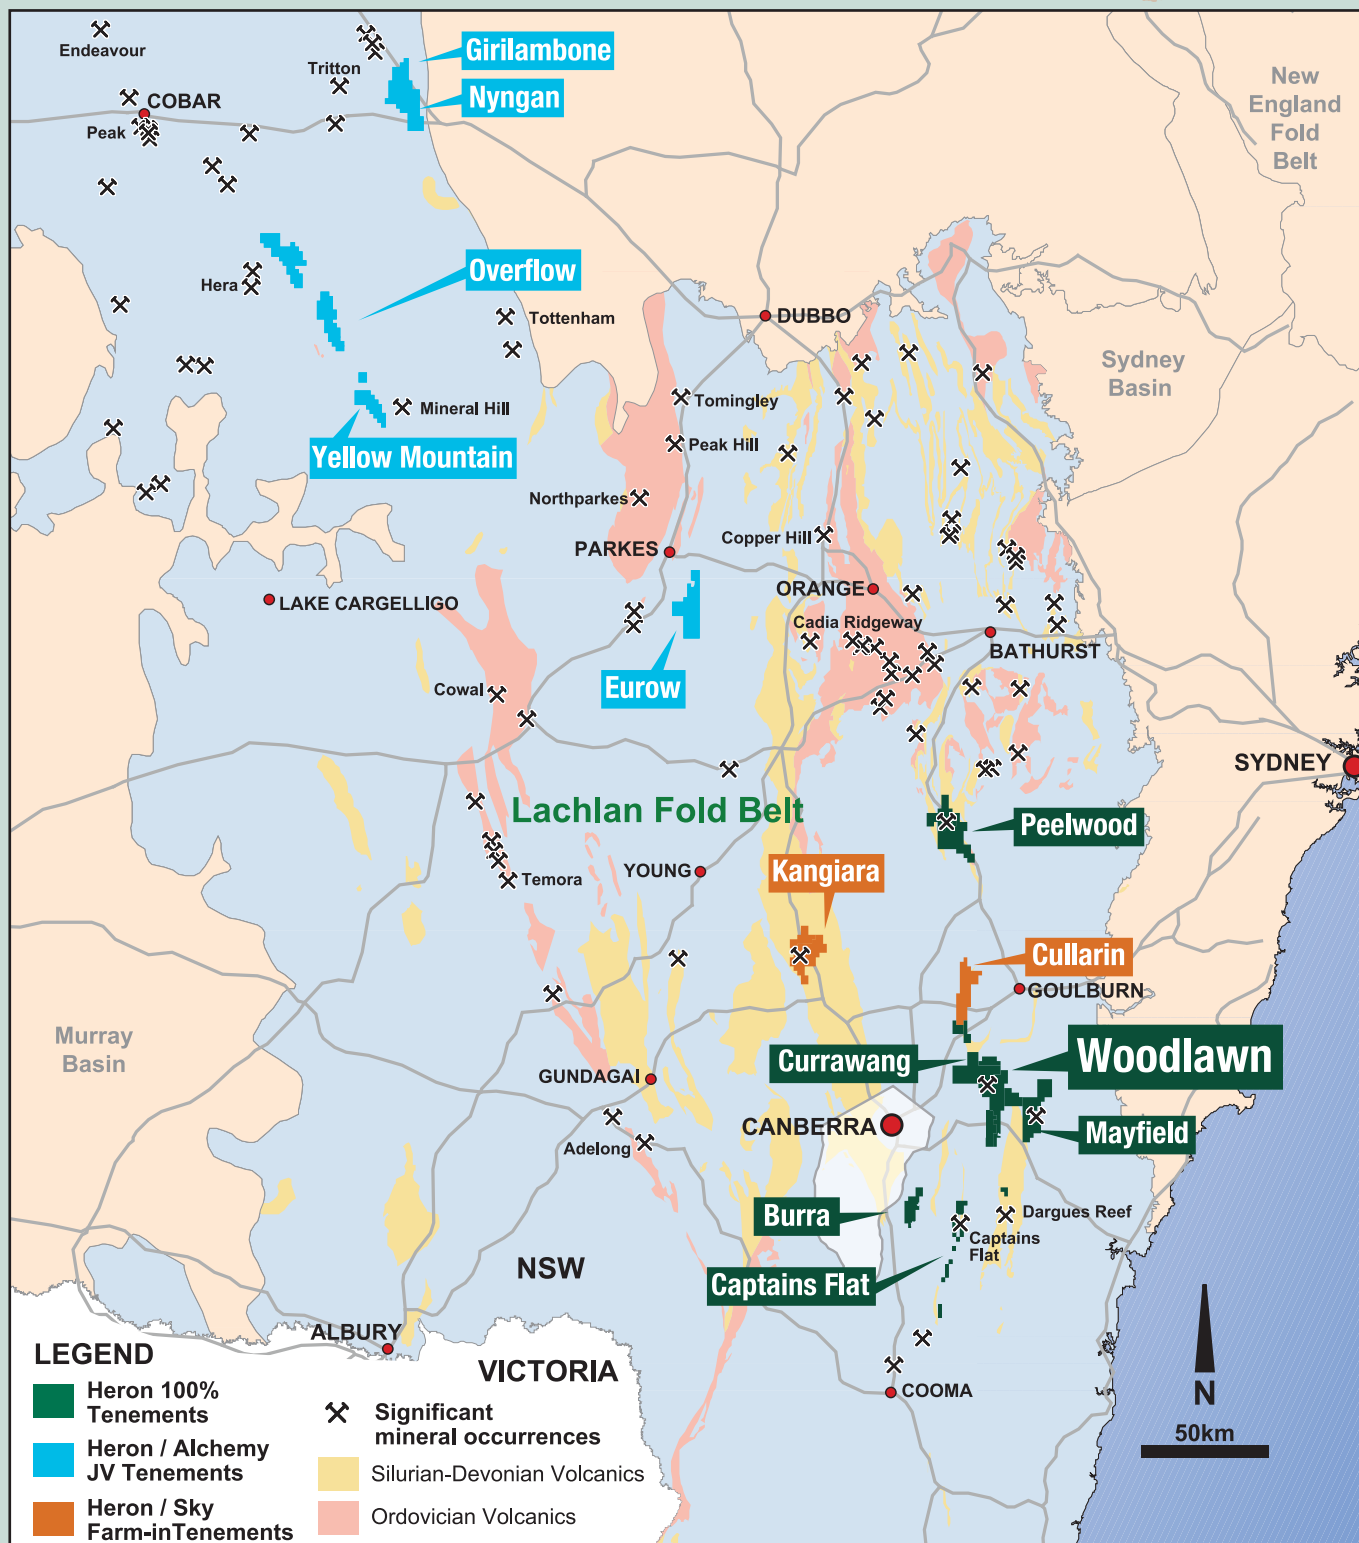 Endeavour
Tritton
Girilambone
Nyngan
COBAR
Peak
New
England
Fold
Belt
Overflow
Hera
Tottenham
DUBBO
Sydney
Basin
Tomingley
Mineral Hill
Peak Hill
Yellow Mountain
Northparkes
Copper Hill
PARKES
ORANGE
LAKE CARGELLIGO
Cadia Ridgeway
BATHURST
Eurow
Cowal
SYDNEY
Lachlan Fold Belt
Peelwood
YOUNG
Kangiara
Temora
Cullarin
GOULBURN
Murray
Basin
Woodlawn
Currawang
GUNDAGAI
CANBERRA
Mayfield
Adelong
Burra
Dargues Reef
Captains
Flat
NSW
Captains Flat
ALBURY
VICTORIA
COOMA
N
50km
LEGEND
Heron 100%
Tenements
Heron / Alchemy
JV Tenements
Heron / Sky
Farm-inTenements
Significant
mineral occurrences
Silurian-Devonian Volcanics
Ordovician Volcanics